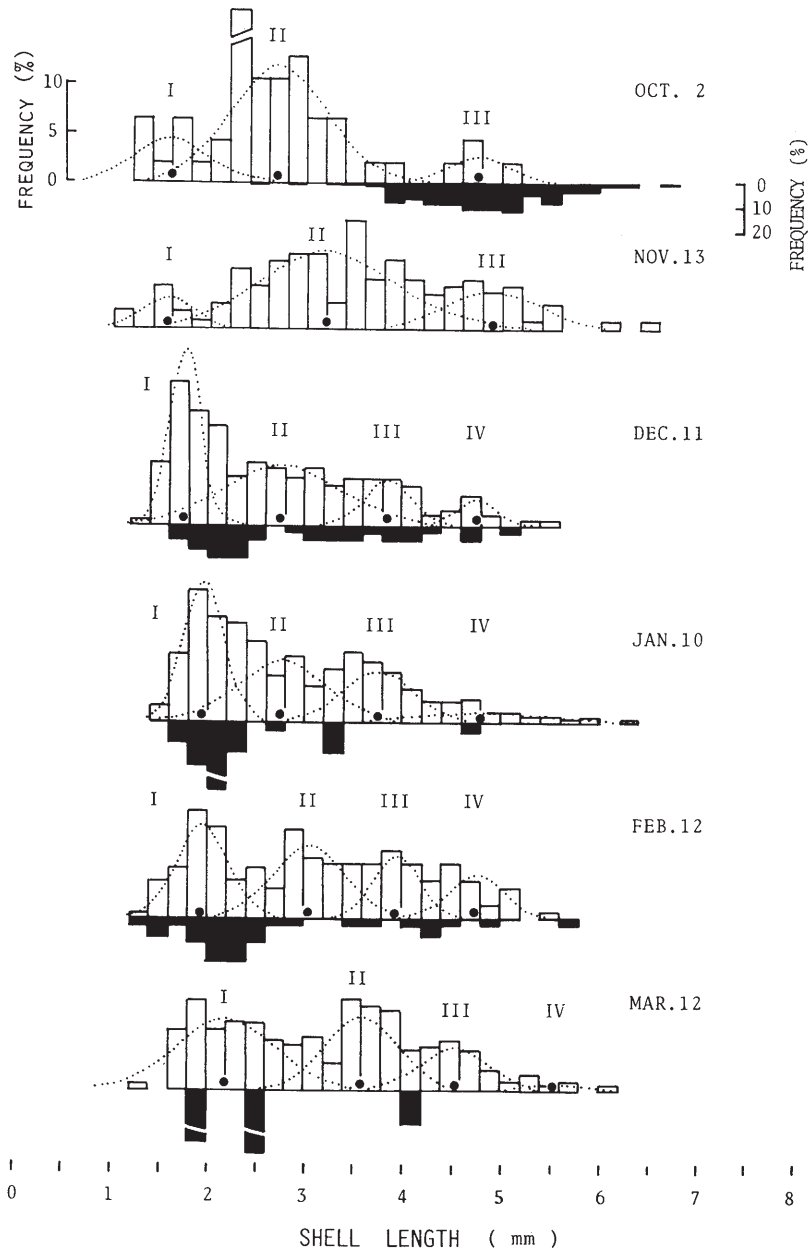 FREQUENCY (%)
10
5
0
I
II
III
OCT. 2
FREQUENCY (%)
0
10
20
I
II
III
NOV.13
I
II
III
IV
DEC.11
I
II
III
IV
JAN.10
I
II
III
IV
FEB.12
I
II
III
IV
MAR.12
0 1 2 3 4 5 6 7 8
SHELL LENGTH ( mm )